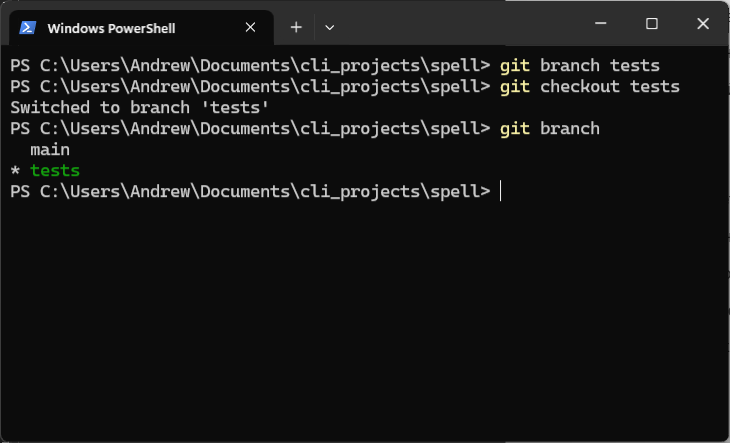 Windows PowerShell
PS C:\Users\Andrew\Documents\cli_projects\spell> git branch tests
PS C:\Users\Andrew\Documents\cli_projects\spell> git checkout tests
Switched to branch 'tests'
PS C:\Users\Andrew\Documents\cli_projects\spell> git branch
  main
* tests
PS C:\Users\Andrew\Documents\cli_projects\spell>